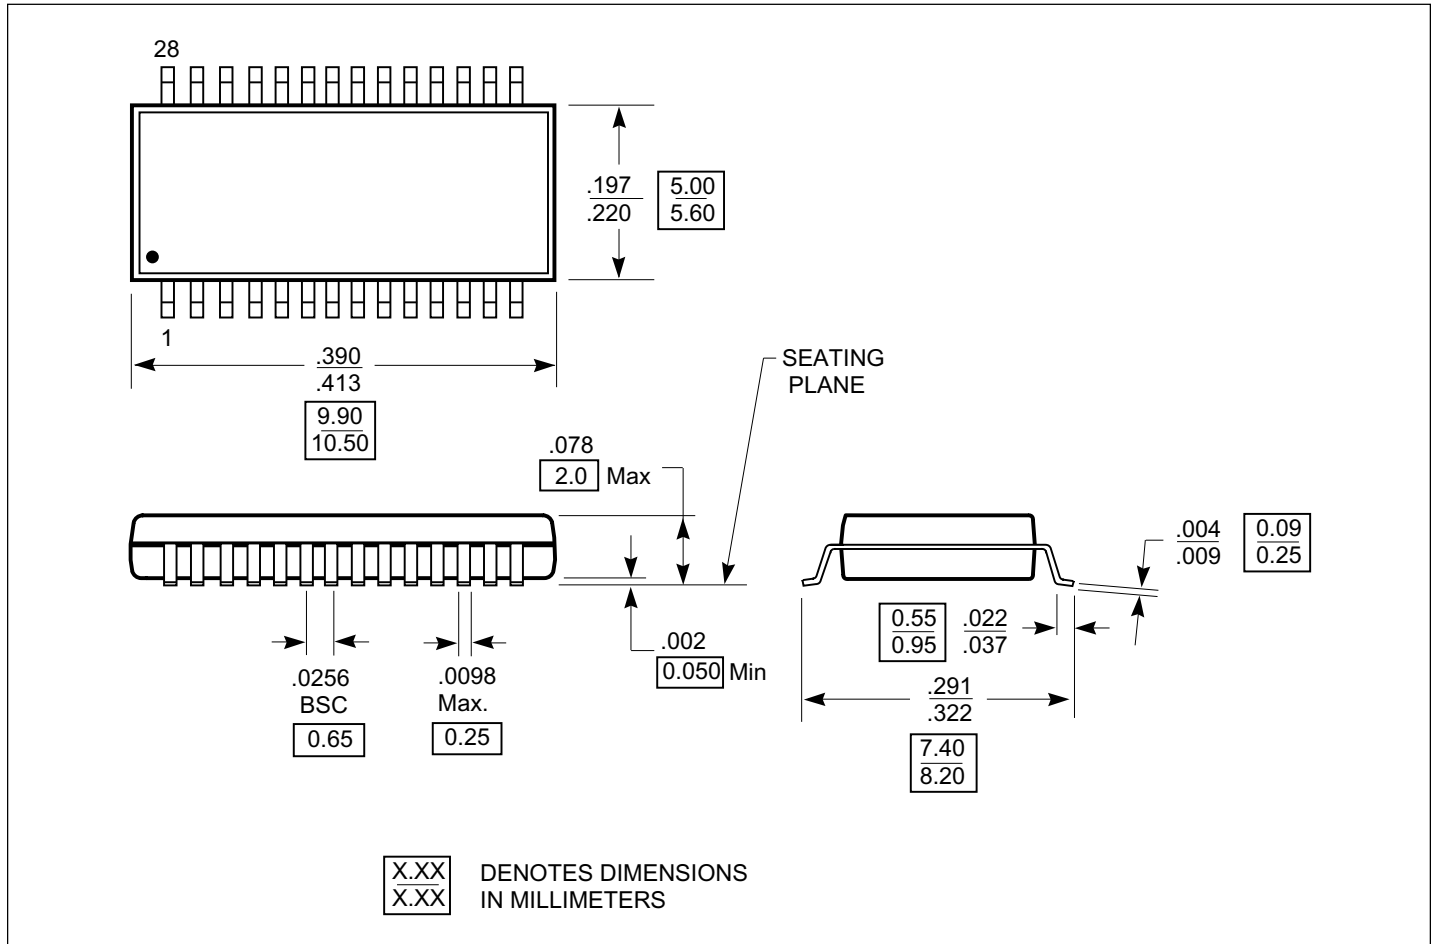 28
.197
.220
5.00
5.60
1
.390
.413
9.90
10.50
SEATING
PLANE
.078
2.0 Max
.004
.009
0.09
0.25
0.55
0.95
.022
.037
.002
0.050 Min
.0256
BSC
0.65
.0098
Max.
0.25
.291
.322
7.40
8.20
X.XX
X.XX
DENOTES DIMENSIONS
IN MILLIMETERS